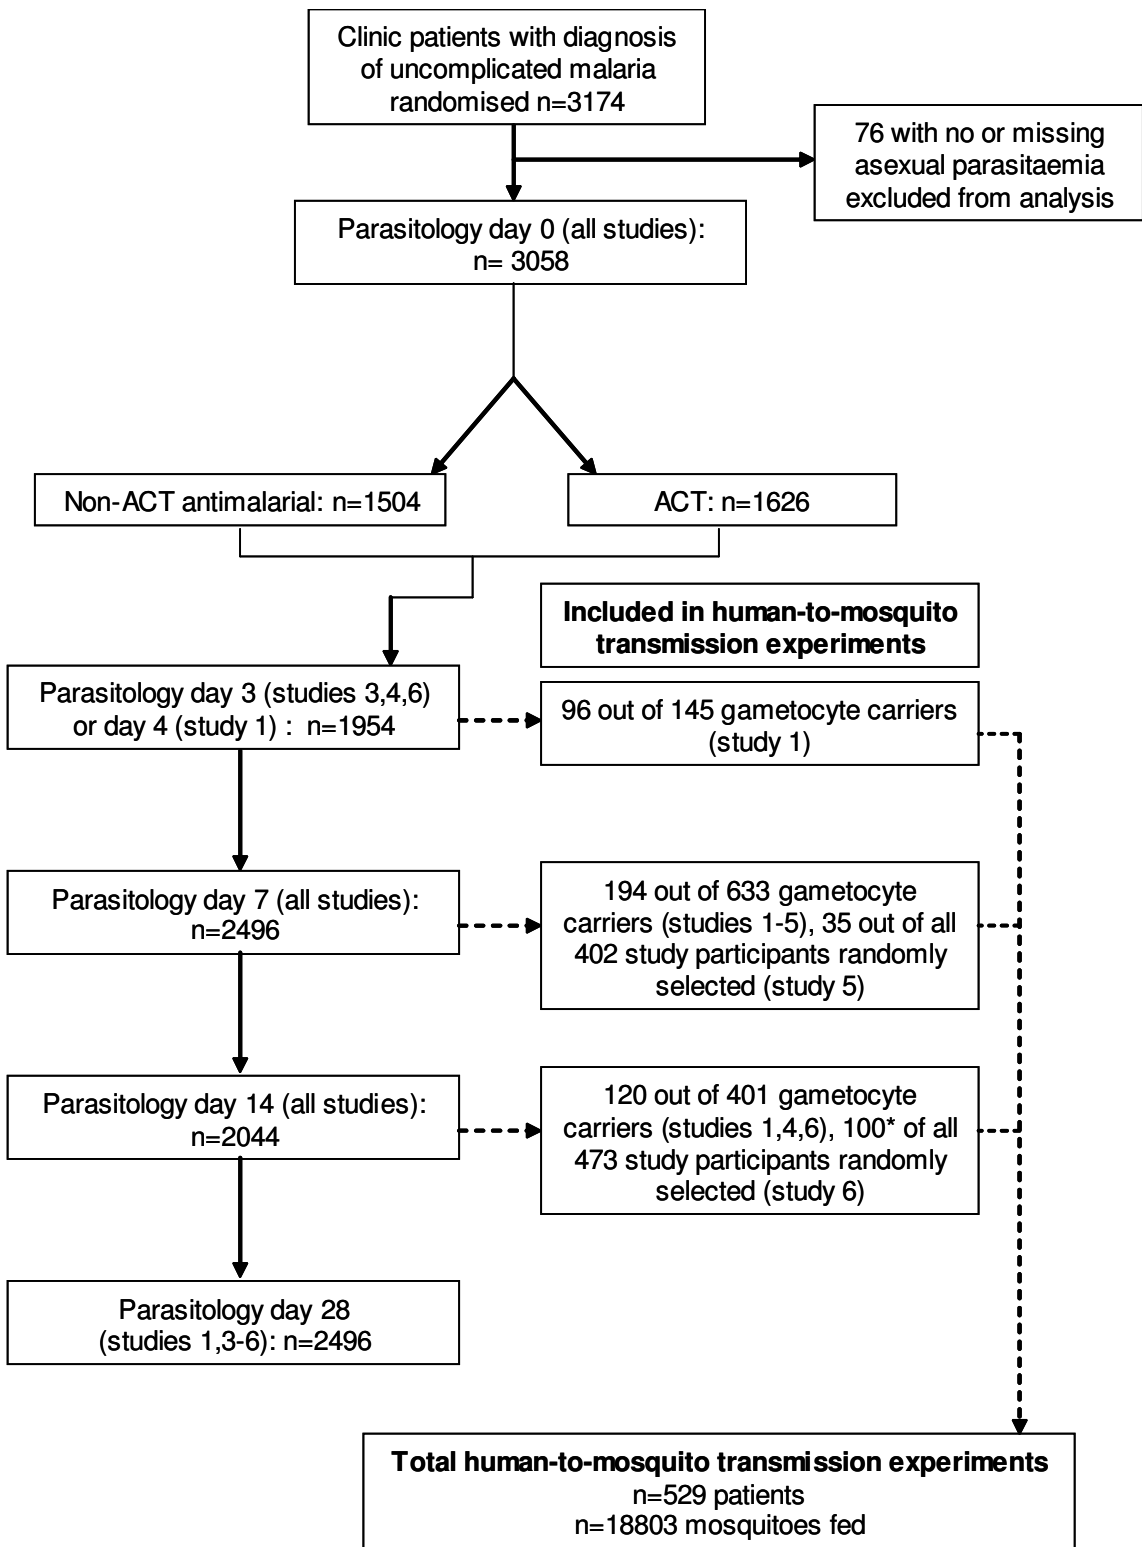 Clinic patients with diagnosis
of uncomplicated malaria
randomised n=3174
76 with no or missing
asexual parasitaemia
excluded from analysis
Parasitology day 0 (all studies):
n= 3058
Non-ACT antimalarial: n=1504
ACT: n=1626
Included in human-to-mosquito
transmission experiments
Parasitology day 3 (studies 3,4,6)
or day 4 (study 1) :  n=1954
96 out of 145 gametocyte carriers
(study 1)
Parasitology day 7 (all studies):
n=2496
194 out of 633 gametocyte
carriers (studies 1-5), 35 out of all
402 study participants randomly
selected (study 5)
Parasitology day 14 (all studies):
n=2044
120 out of 401 gametocyte
carriers (studies 1,4,6), 100* of all
473 study participants randomly
selected (study 6)
Parasitology day 28
(studies 1,3-6): n=2496
Total human-to-mosquito transmission experiments
n=529 patients
n=18803 mosquitoes fed